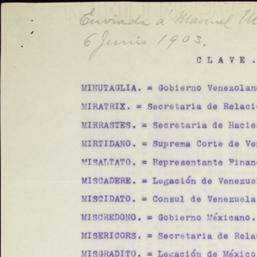 Enviada á Manuel
6 Junio 1903.
CLAVE.
MINUTAGLIA. = Gobierno Venezolan
MIRATRIX. = Secretaria de Relaci
MIRRASTES. = Secretaria de Hacie
MIRTIDANO. = Suprema Corte de Ve
MISALTATO. = Representante Finan
MISCADERE. = Legación de Venezue
MISCIDATO. = Consul de Venezuela
MISCREDONO. = Gobierno Méxicano.
MISERICORS. = Secretaria de Rela
MISGRADITO. = Legación de México